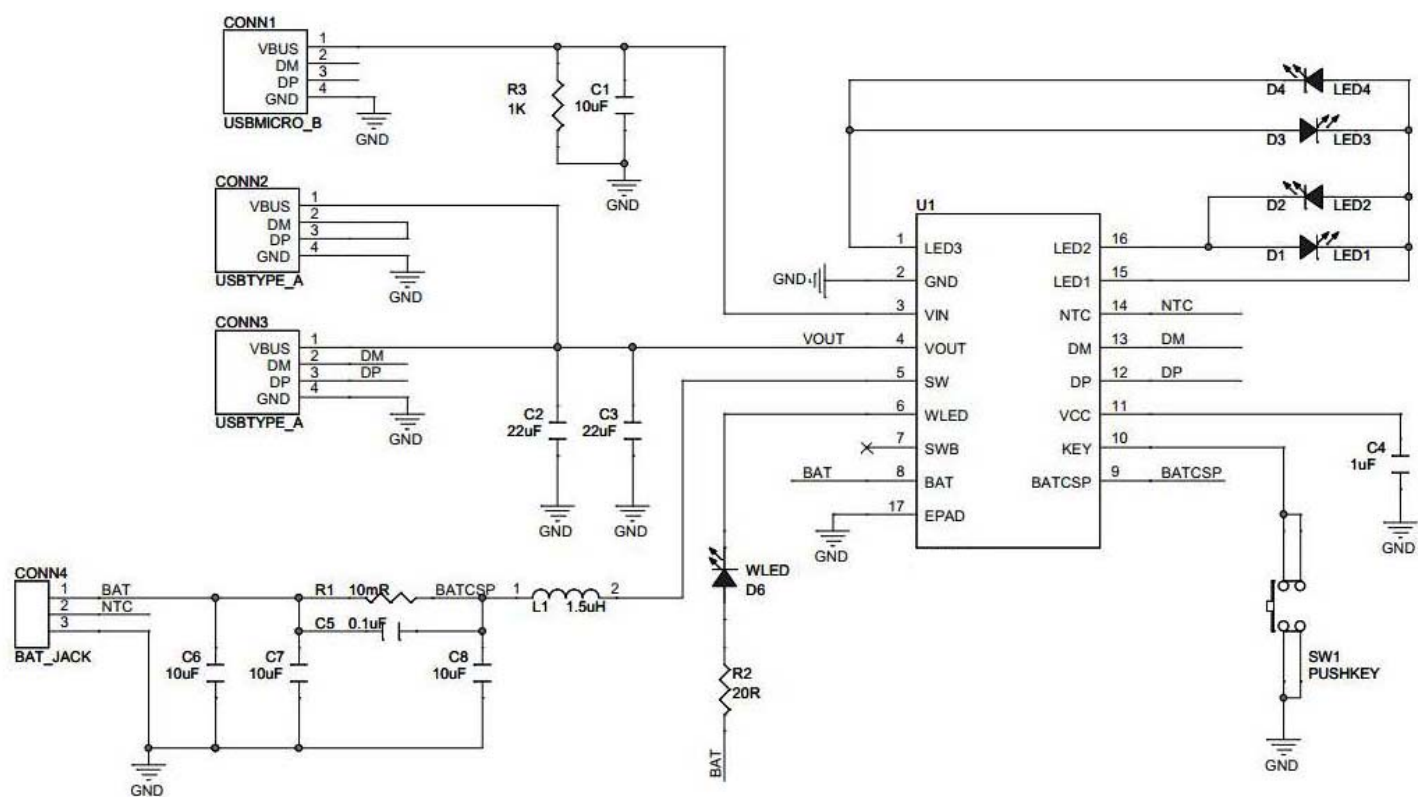 CONN1
VBUS 1
DM 2
DP 3
GND 4
USBMICRO_B
GND
R3
1K
C1
10uF
GND
CONN2
VBUS 1
DM 2
DP 3
GND 4
USBTYPE_A
GND
CONN3
VBUS 1
DM 2 DM
DP 3 DP
GND 4
USBTYPE_A
GND
C2
22uF
C3
22uF
GND
GND
VOUT
D4 LED4
D3 LED3
D2 LED2
D1 LED1
U1
1 LED3
GND 2 GND
3 VIN
4 VOUT
5 SW
6 WLED
7 SWB
BAT 8 BAT
17 EPAD
GND
LED2 16
LED1 15
NTC 14 NTC
DM 13 DM
DP 12 DP
VCC 11
KEY 10
BATCSP 9 BATCSP
C4
1uF
GND
SW1
PUSHKEY
GND
WLED
D6
R2
20R
BAT
CONN4
1 BAT
2 NTC
3
BAT_JACK
R1 10mR
BATCSP
1 2
L1 1.5uH
C5 0.1uF
C6
10uF
C7
10uF
C8
10uF
GND